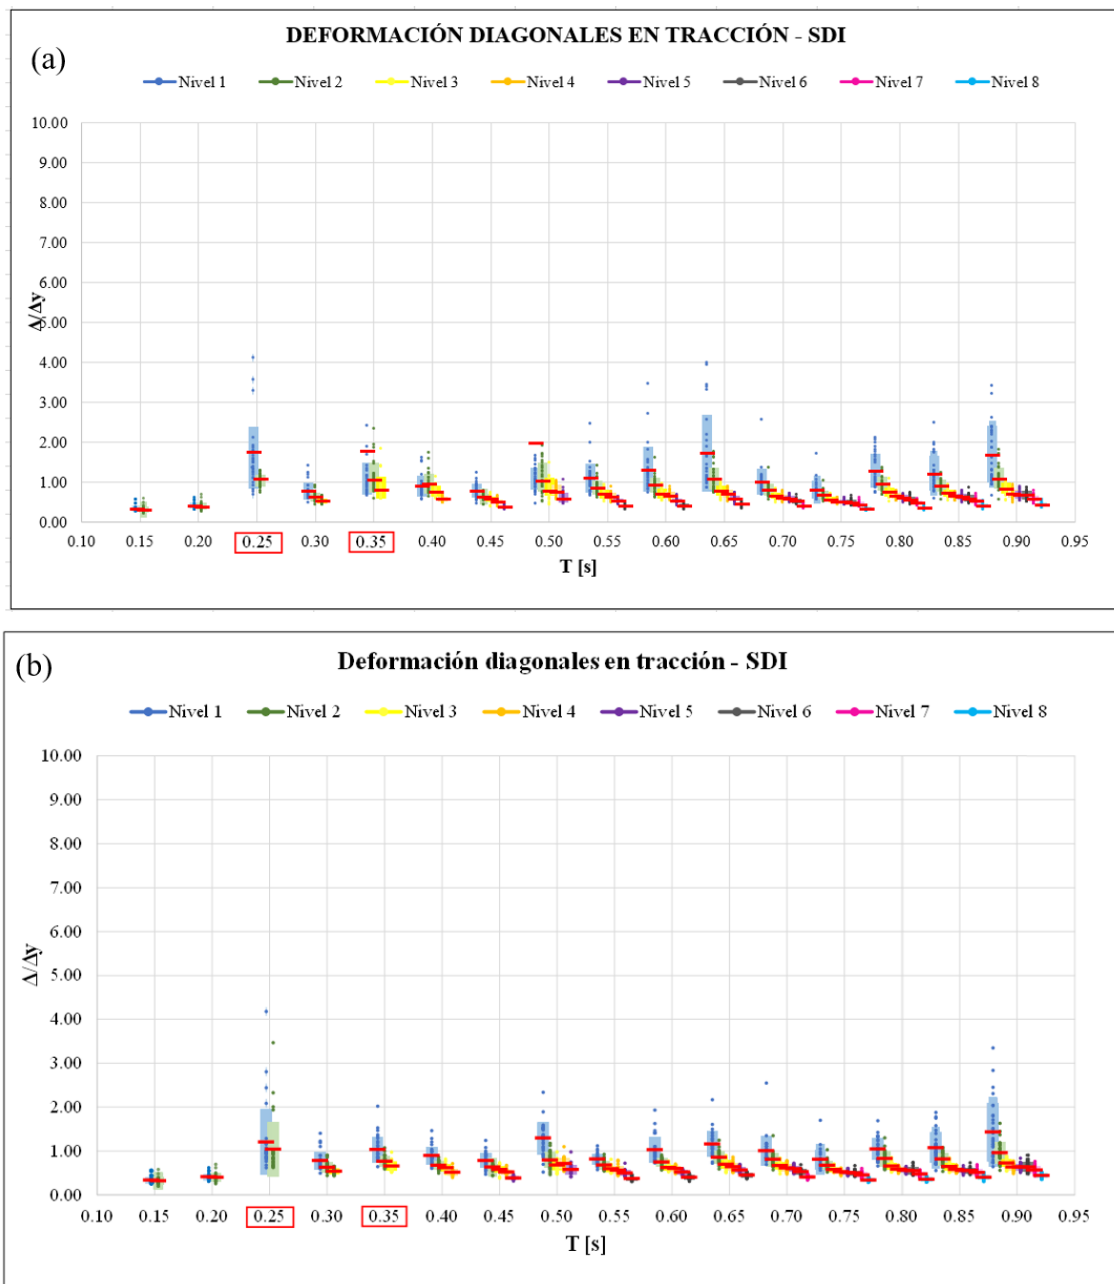 (a)
DEFORMACIÓN DIAGONALES EN TRACCIÓN - SDI
Nivel 1 Nivel 2 Nivel 3 Nivel 4 Nivel 5 Nivel 6 Nivel 7 Nivel 8
10.00
9.00
8.00
7.00
6.00
5.00
4.00
3.00
2.00
1.00
0.00
Δ/Δy
0.10 0.15 0.20 0.25 0.30 0.35 0.40 0.45 0.50 0.55 0.60 0.65 0.70 0.75 0.80 0.85 0.90 0.95
T [s]
(b)
Deformación diagonales en tracción - SDI
Nivel 1 Nivel 2 Nivel 3 Nivel 4 Nivel 5 Nivel 6 Nivel 7 Nivel 8
10.00
9.00
8.00
7.00
6.00
5.00
4.00
3.00
2.00
1.00
0.00
Δ/Δy
0.10 0.15 0.20 0.25 0.30 0.35 0.40 0.45 0.50 0.55 0.60 0.65 0.70 0.75 0.80 0.85 0.90 0.95
T [s]